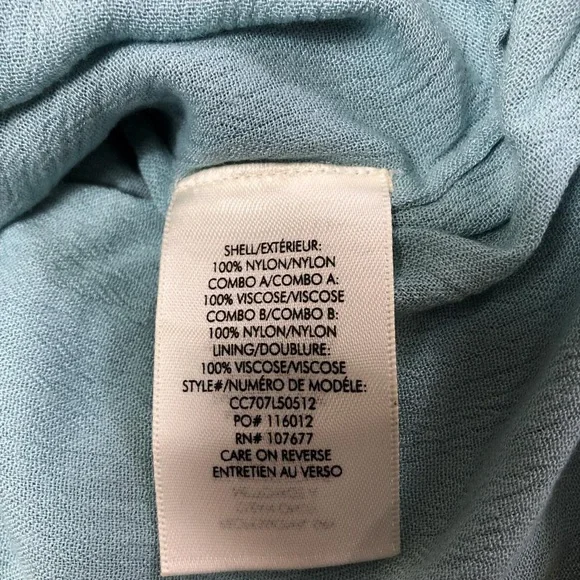 SHELL/EXTÉRIEUR:
100% NYLON/NYLON
COMBO A/COMBO A:
100% VISCOSE/VISCOSE
COMBO B/COMBO B:
100% NYLON/NYLON
LINING/DOUBLURE:
100% VISCOSE/VISCOSE
STYLE#/NUMÉRO DE MODÉLE:
CC707L50512
PO# 116012
RN# 107677
CARE ON REVERSE
ENTRETIEN AU VERSO